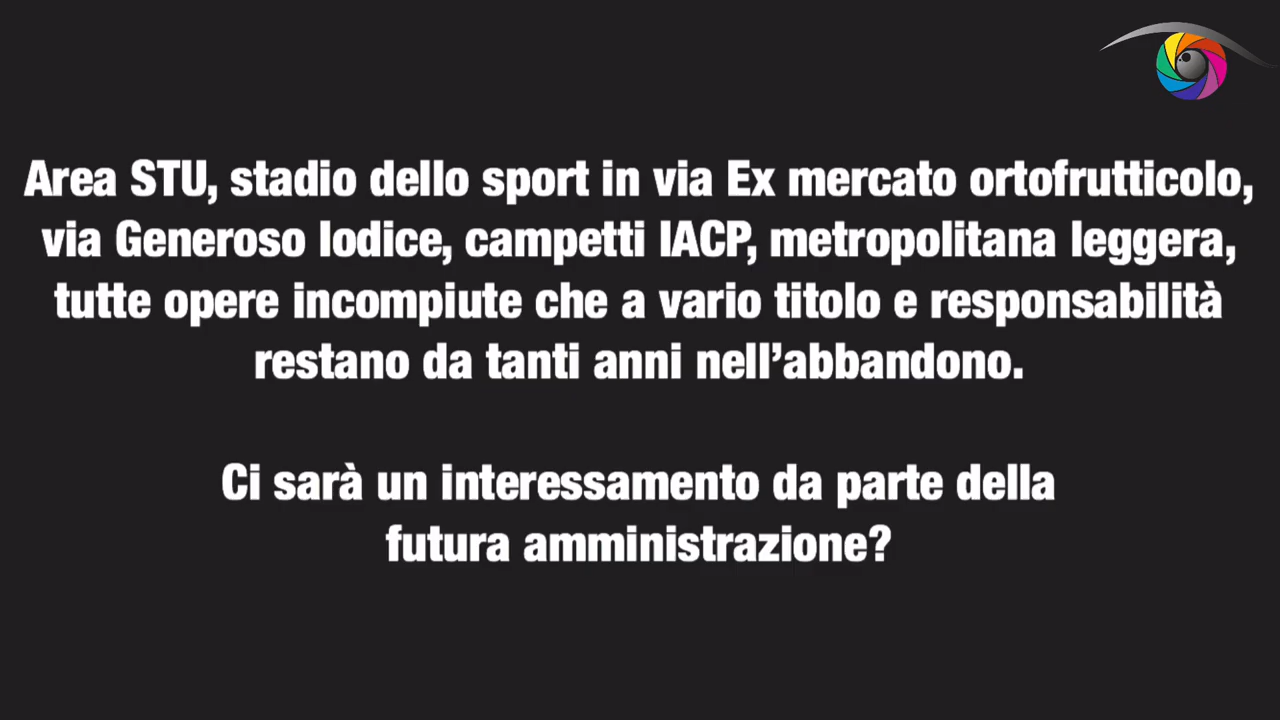 Area STU, stadio dello sport in via Ex mercato ortofrutticolo,
via Generoso Iodice, campetti IACP, metropolitana leggera,
tutte opere incompiute che a vario titolo e responsabilità
restano da tanti anni nell’abbandono.
Ci sarà un interessamento da parte della
futura amministrazione?